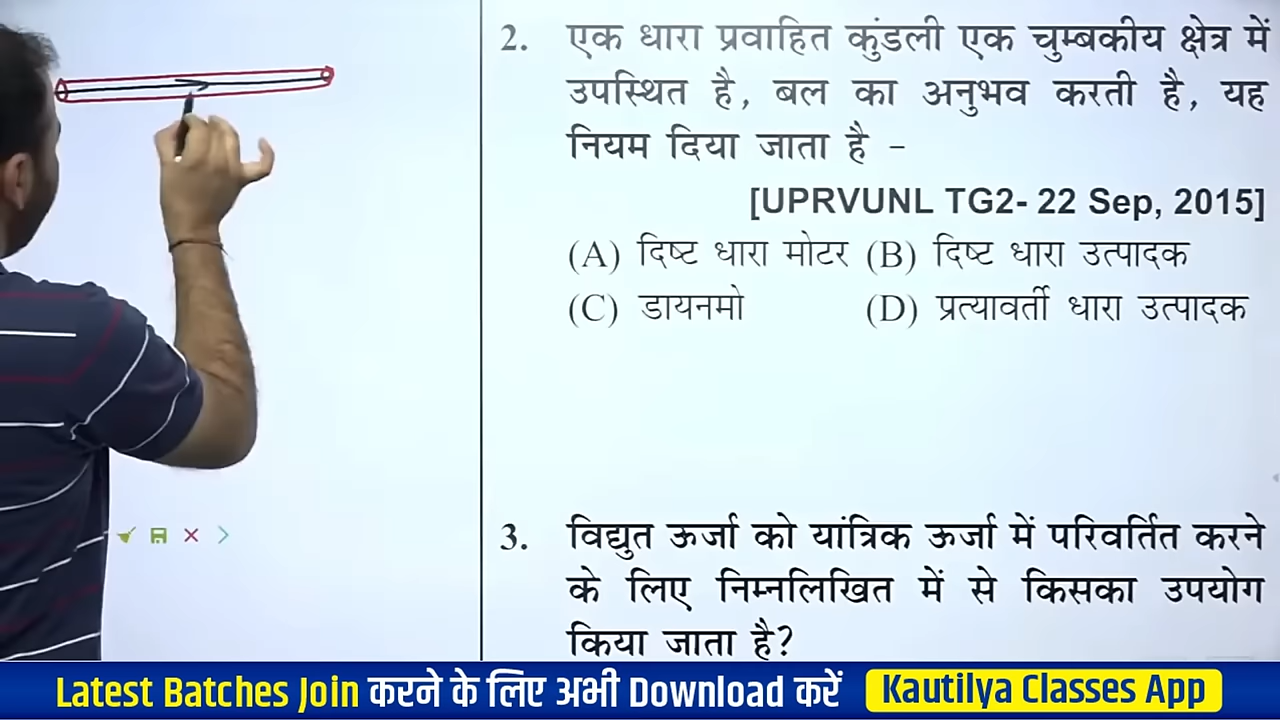 2. एक धारा प्रवाहित कुंडली एक चुम्बकीय क्षेत्र में
उपस्थित है, बल का अनुभव करती है, यह
नियम दिया जाता है -
[UPRVUNL TG2- 22 Sep, 2015]
(A) दिष्ट धारा मोटर (B) दिष्ट धारा उत्पादक
(C) डायनमो (D) प्रत्यावर्ती धारा उत्पादक
3. विद्युत ऊर्जा को यांत्रिक ऊर्जा में परिवर्तित करने
के लिए निम्नलिखित में से किसका उपयोग
किया जाता है?
Latest Batches Join करने के लिए अभी Download करें Kautilya Classes App